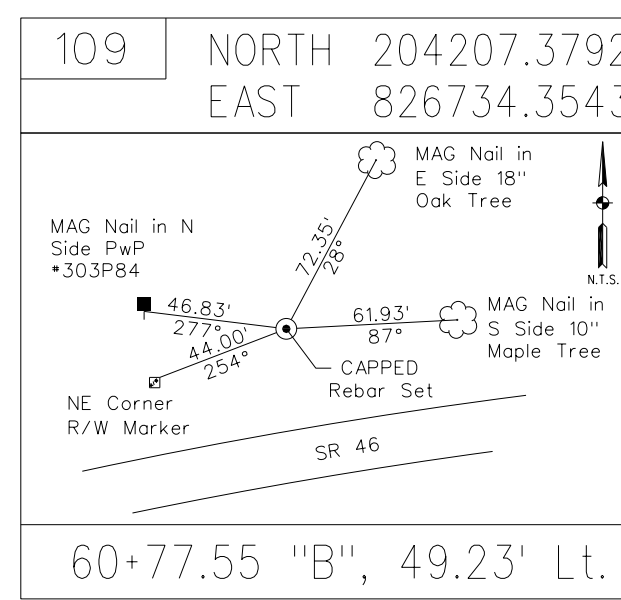 109
NORTH 204207.3792
EAST 826734.3543
MAG Nail in
E Side 18"
Oak Tree
MAG Nail in N
Side PwP
#303P84
N.T.S.
72.35'
28°
46.83'
277°
61.93'
87°
MAG Nail in
S Side 10"
Maple Tree
44.00'
254°
CAPPED
Rebar Set
NE Corner
R/W Marker
SR 46
60+77.55 "B", 49.23' Lt.